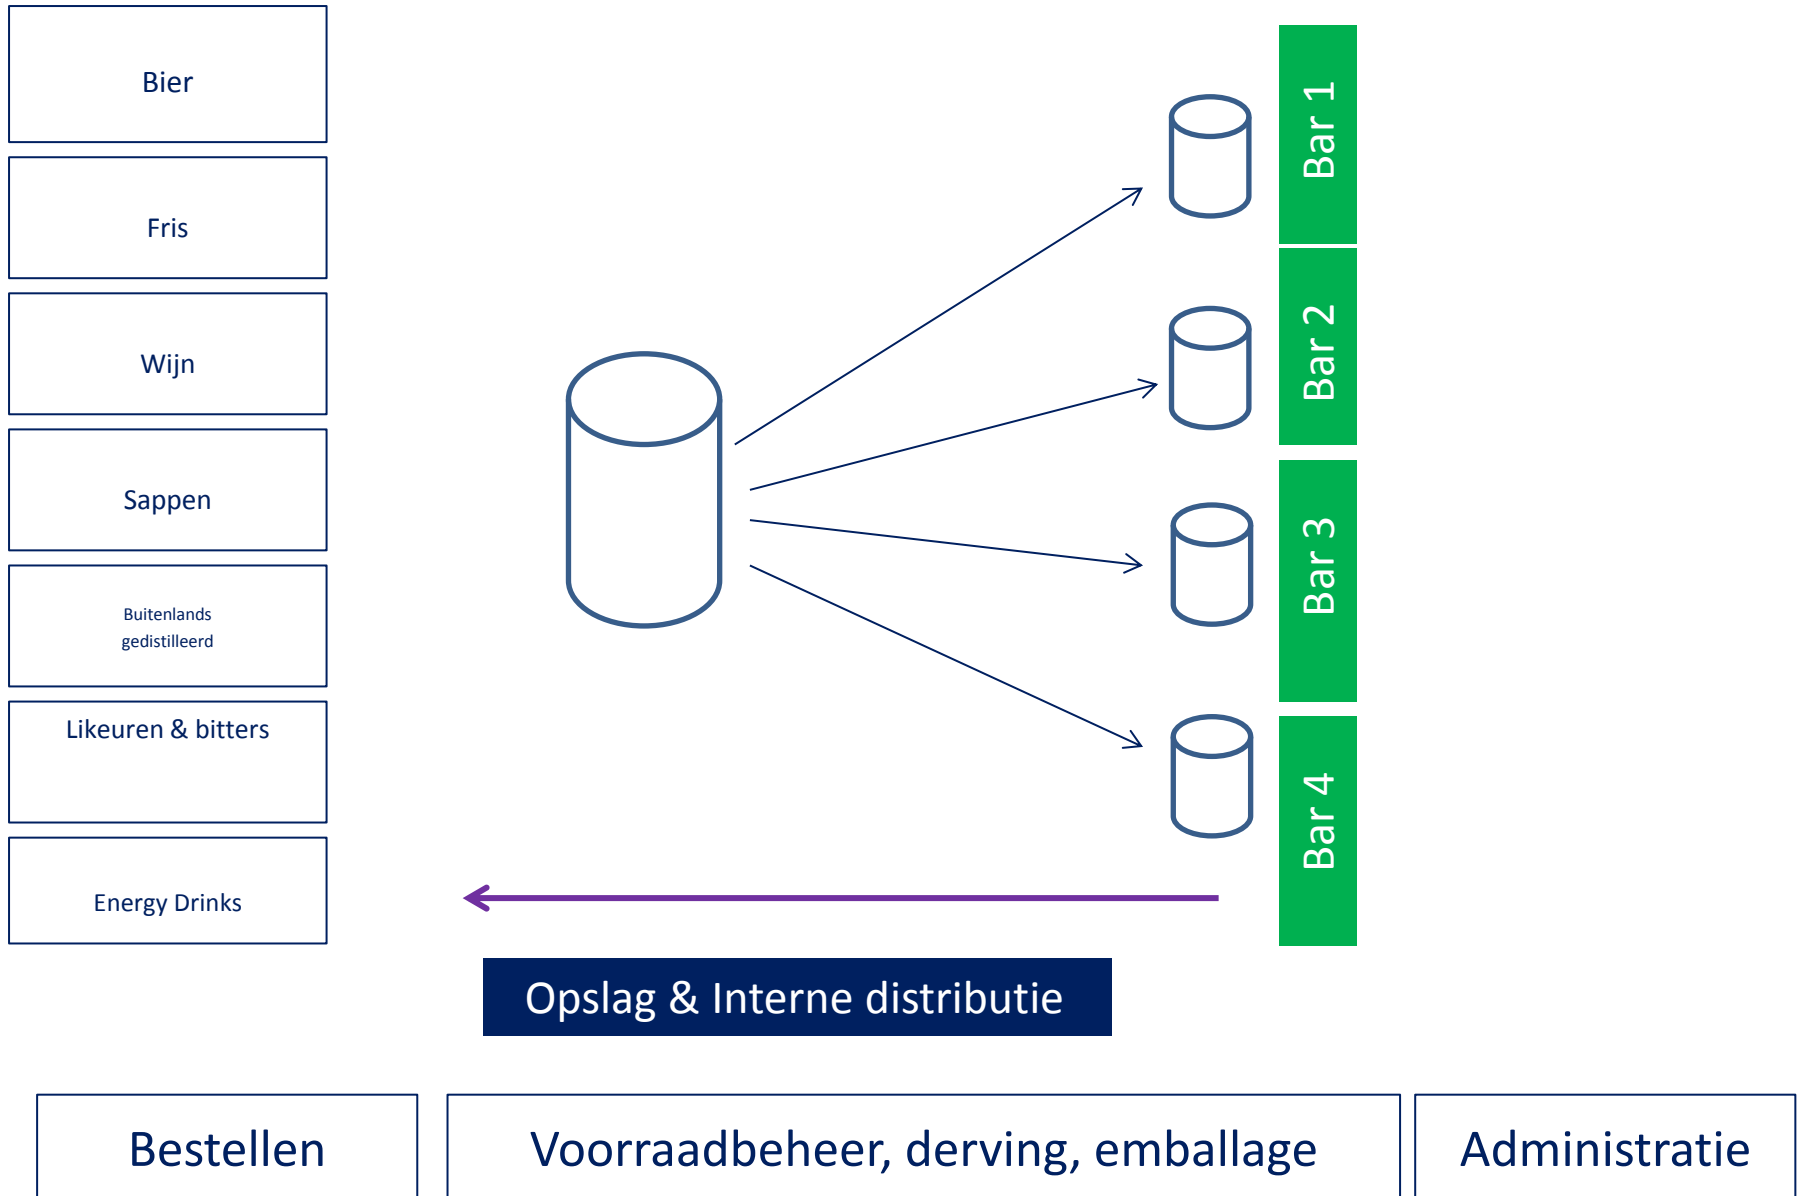 Bier
Fris
Wijn
Sappen
Buitenlands
gedistilleerd
Likeuren & bitters
Energy Drinks
Bar 1
Bar 2
Bar 3
Bar 4
Opslag & Interne distributie
Bestellen
Voorraadbeheer, derving, emballage
Administratie